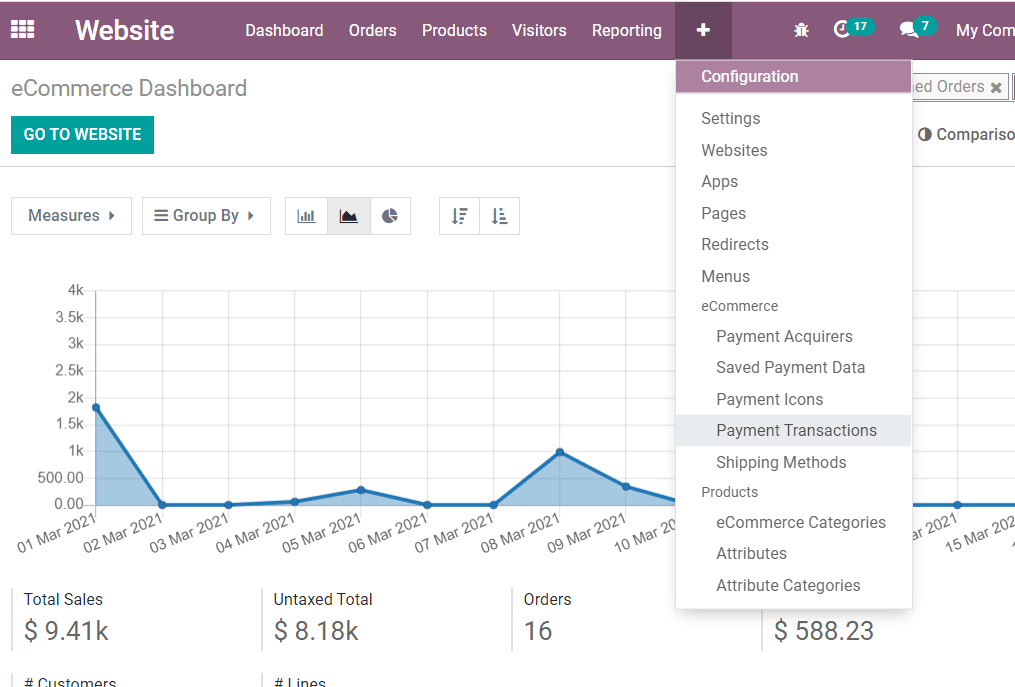 Website Dashboard Orders Products Visitors Reporting 17 7 My Com
Configuration
eCommerce Dashboard
ed Orders
GO TO WEBSITE
Compariso
Settings
Websites
Apps
Pages
Redirects
Menus
eCommerce
Payment Acquirers
Saved Payment Data
Payment Icons
Payment Transactions
Shipping Methods
Products
eCommerce Categories
Attributes
Attribute Categories
Measures Group By
4k
3.5k
3k
2.5k
2k
1.5k
1k
500.00
0.00
01 Mar 2021 02 Mar 2021 03 Mar 2021 04 Mar 2021 05 Mar 2021 06 Mar 2021 07 Mar 2021 08 Mar 2021 09 Mar 2021 10 Mar 20 ar 2021 15 Mar 202
Total Sales Untaxed Total Orders
$ 9.41k $ 8.18k 16 $ 588.23
# Customers # Lines